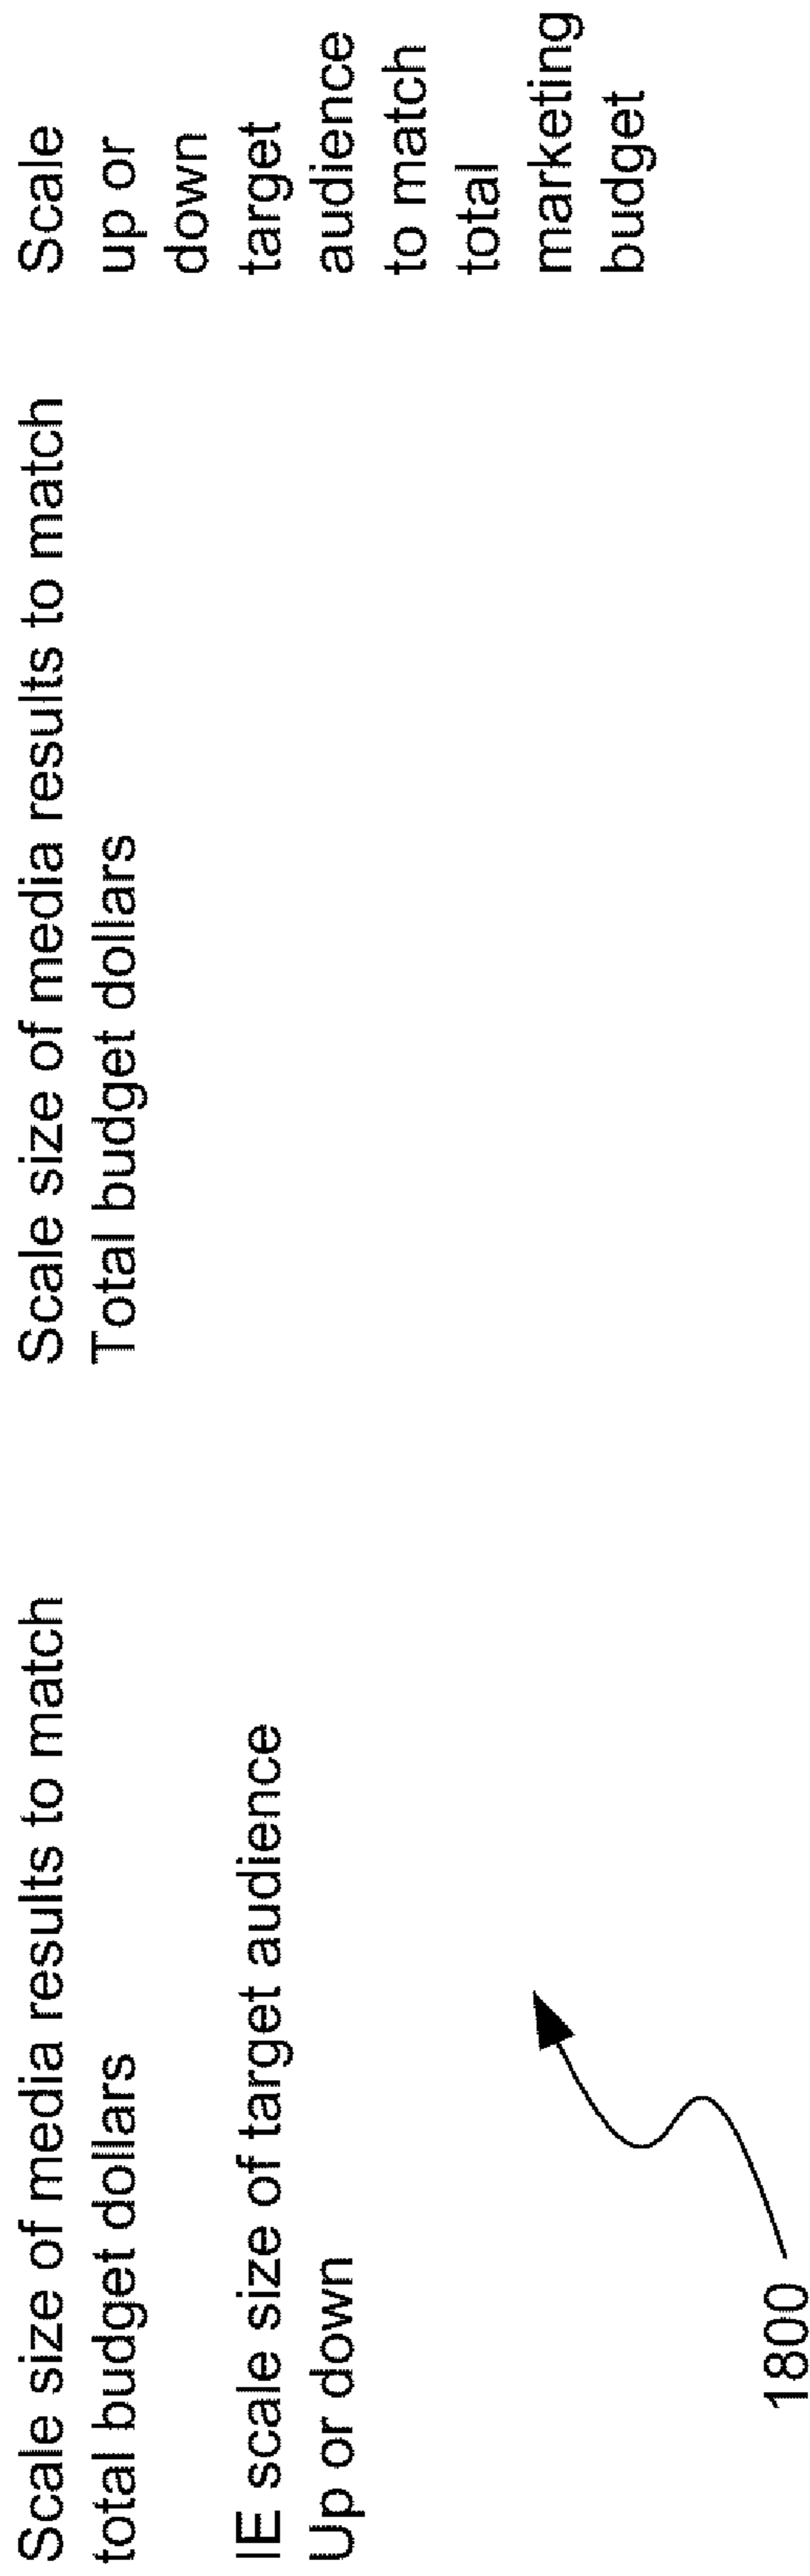 Scale size of media results to match
total budget dollars
IE scale size of target audience
Up or down
Scale size of media results to match
Total budget dollars
Scale
up or
down
target
audience
to match
total
marketing
budget
1800